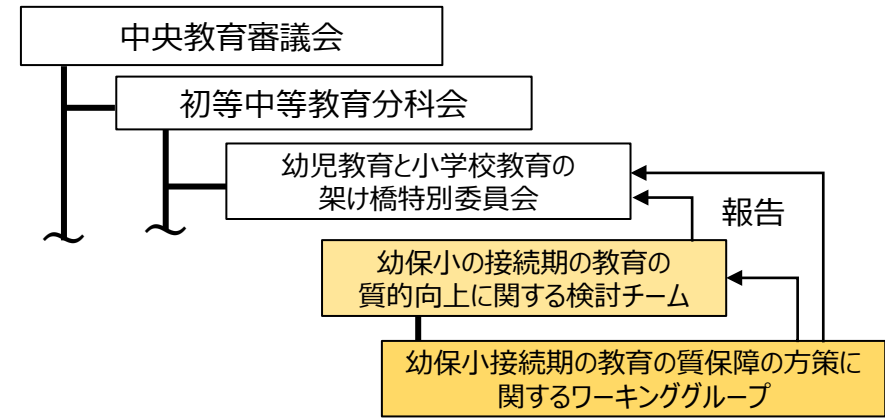 中央教育審議会
初等中等教育分科会
幼児教育と小学校教育の
架け橋特別委員会
報告
幼保小の接続期の教育の
質的向上に関する検討チーム
幼保小接続期の教育の質保障の方策に
関するワーキンググループ